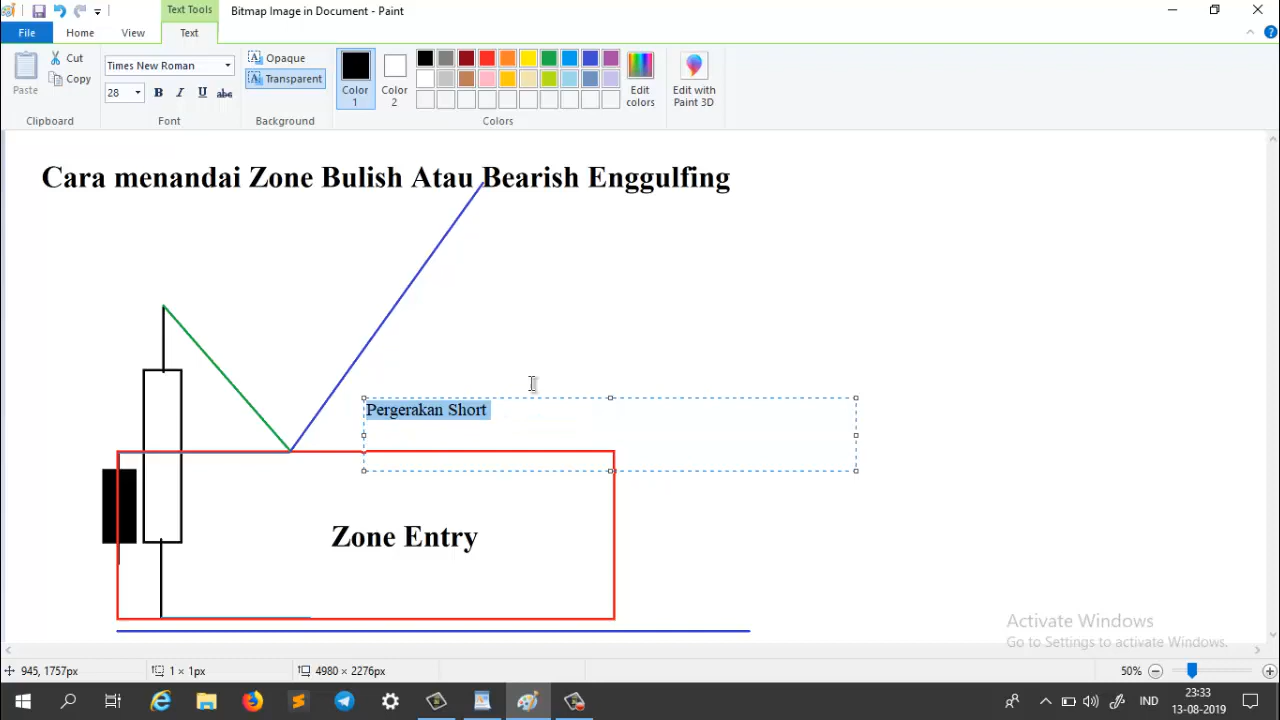 Text Tools
Bitmap Image in Document - Paint
File
Home
View
Text
Paste
Cut
Copy
Clipboard
Times New Roman
28
B
I
U
abc
Font
Opaque
Transparent
Background
Color
1
Color
2
Edit
colors
Colors
Edit with
Paint 3D
Cara menandai Zone Bulish Atau Bearish Enggulfing
Pergerakan Short
Zone Entry
Activate Windows
Go to Settings to activate Windows.
945, 1757px
1 × 1px
4980 × 2276px
50%
IND
23:33
13-08-2019